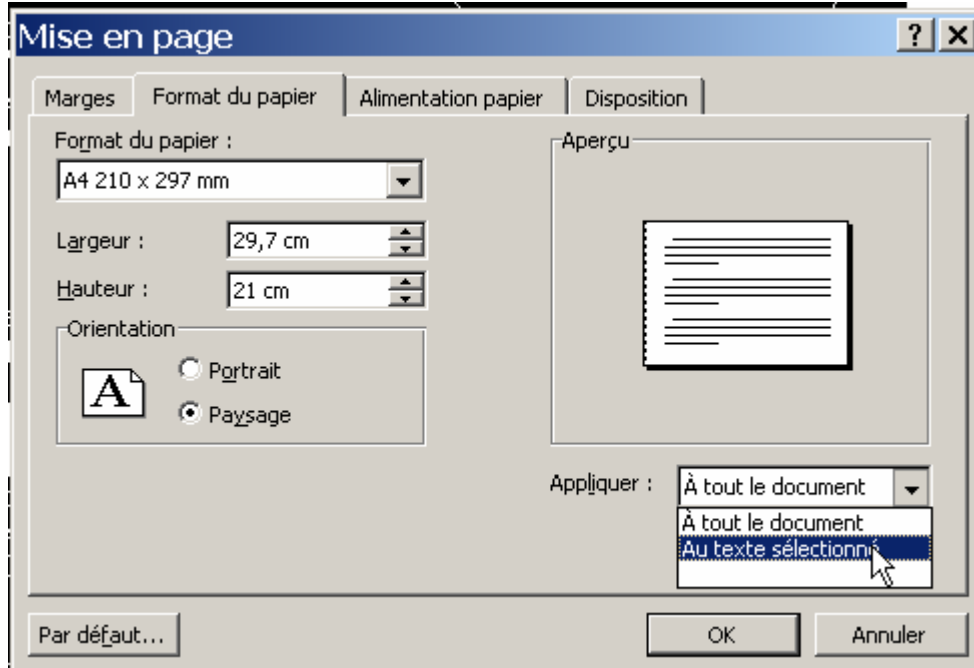 Mise en page
Marges Format du papier Alimentation papier Disposition
Format du papier :
A4 210 x 297 mm
Largeur : 29,7 cm
Hauteur : 21 cm
Orientation
A
Portrait
Paysage
Aperçu
Appliquer : À tout le document
À tout le document
Au texte sélectionné
Par défaut... OK Annuler